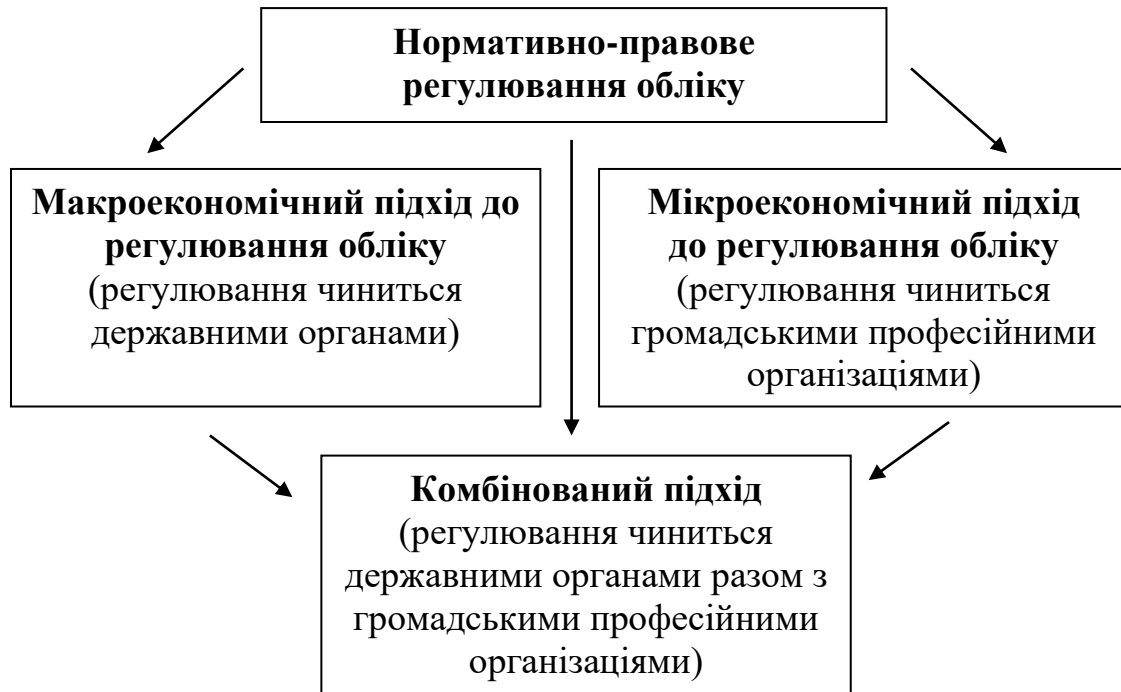 Нормативно-правове
регулювання обліку
Макроекономічний підхід до
регулювання обліку
(регулювання чиниться
державними органами)
Мікроекономічний підхід
до регулювання обліку
(регулювання чиниться
громадськими професійними
організаціями)
Комбінований підхід
(регулювання чиниться
державними органами разом з
громадськими професійними
організаціями)